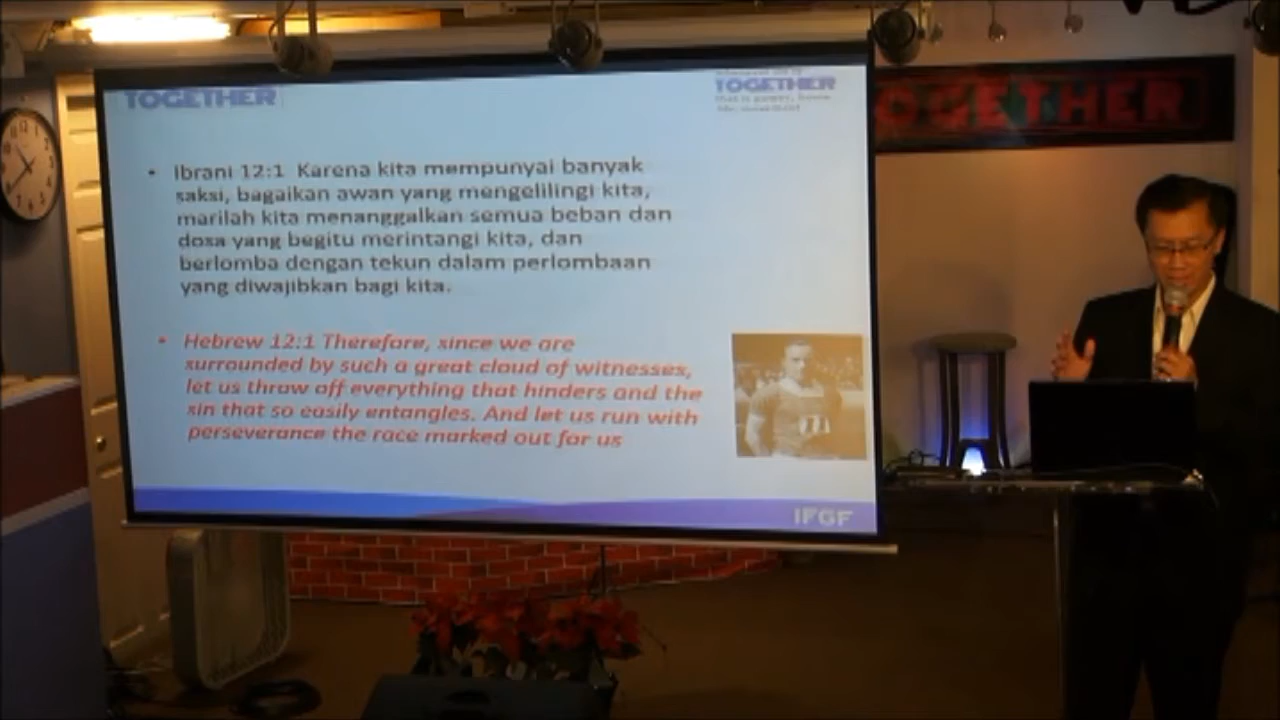 TOGETHER
TOGETHER
that is power, 
OGETHER
• Ibrani 12:1 Karena kita mempunyai banyak
saksi, bagaikan awan yang mengelilingi kita,
marilah kita menanggalkan semua beban dan
dosa yang begitu merintangi kita, dan
berlomba dengan tekun dalam perlombaan
yang diwajibkan bagi kita.
• Hebrew 12:1 Therefore, since we are
surrounded by such a great cloud of witnesses,
let us throw off everything that hinders and the
sin that so easily entangles. And let us run with
perseverance the race marked out for us
IFGF